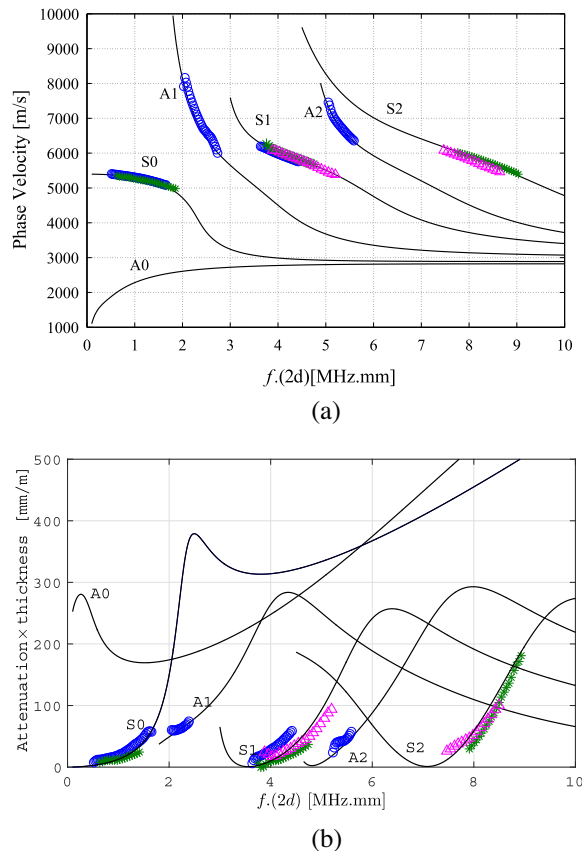 10000
9000
8000
7000
6000
5000
4000
3000
2000
1000
Phase Velocity [m/s]
A1
S1
A2
S2
S0
A0
0 1 2 3 4 5 6 7 8 9 10
f.(2d)[MHz.mm]
(a)
500
400
300
200
100
0
Attenuation×thickness [mm/m]
A0
S0
A1
S1
A2
S2
0 2 4 6 8 10
f.(2d) [MHz.mm]
(b)